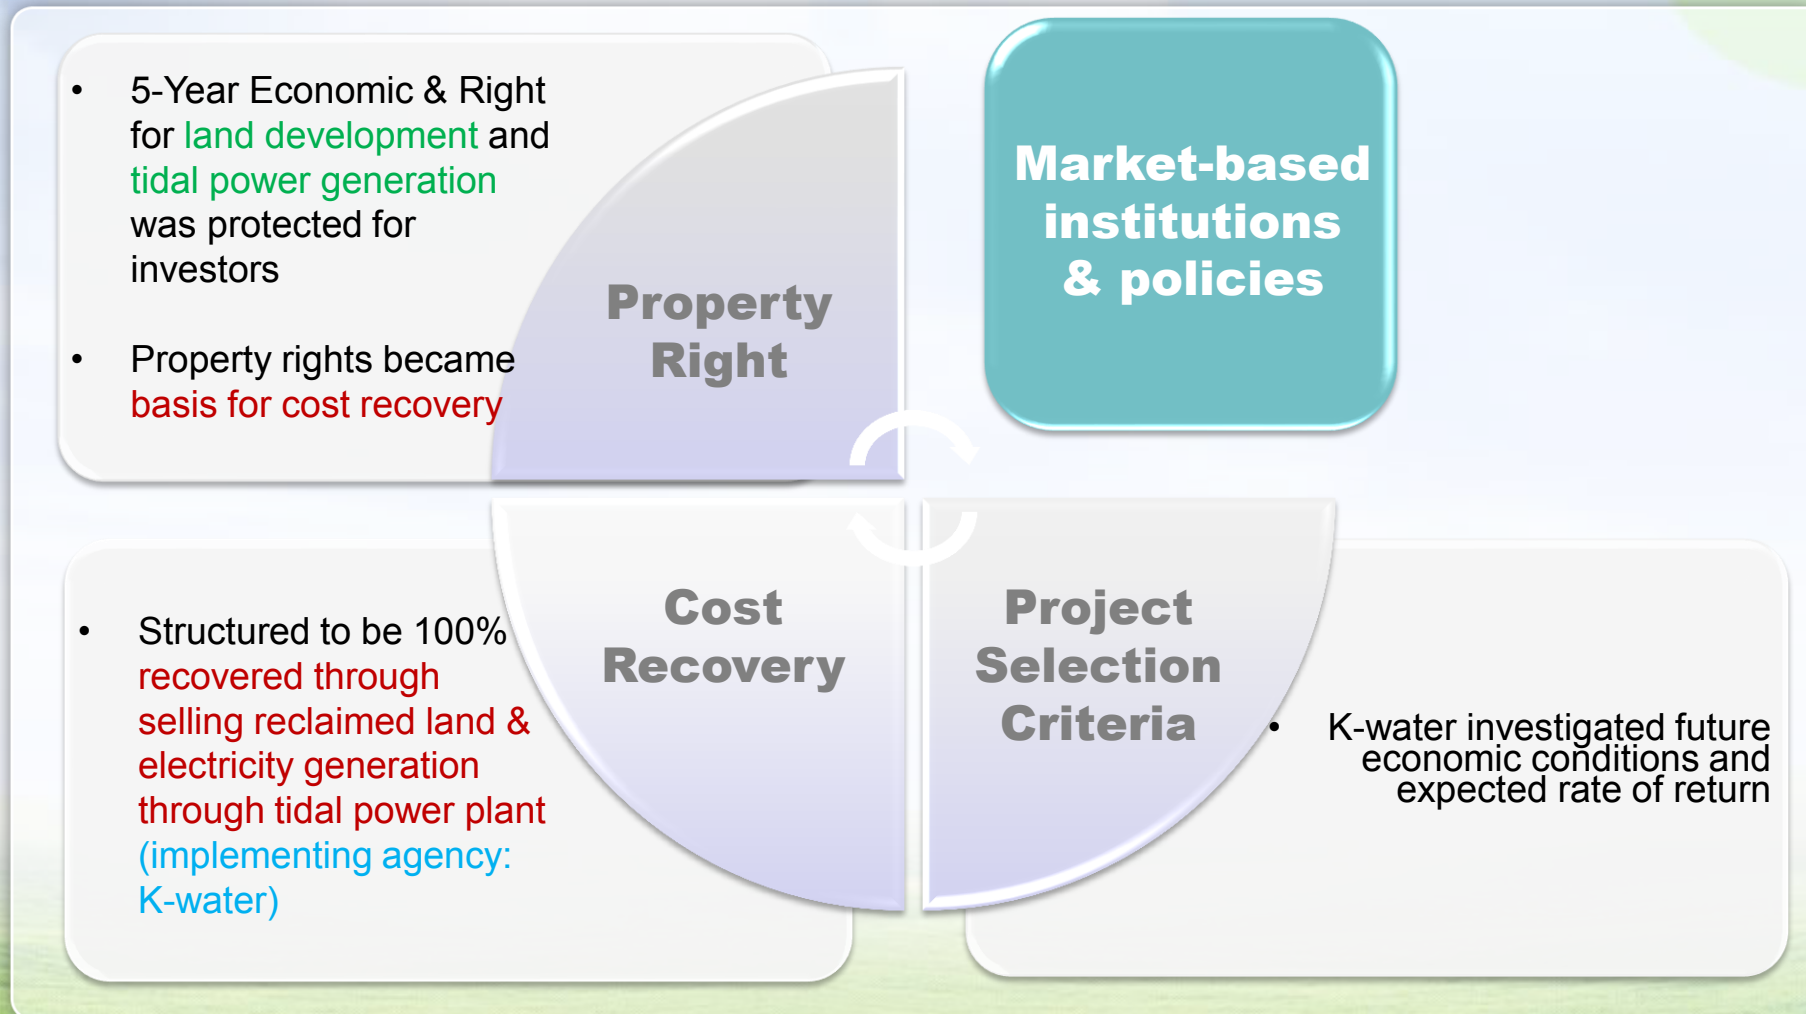 • 5-Year Economic & Right
for land development and
tidal power generation
was protected for
investors
• Property rights became
basis for cost recovery
Property
Right
Market-based
institutions
& policies
• Structured to be 100%
recovered through
selling reclaimed land &
electricity generation
through tidal power plant
(implementing agency:
K-water)
Cost
Recovery
Project
Selection
Criteria
• K-water investigated future
economic conditions and
expected rate of return